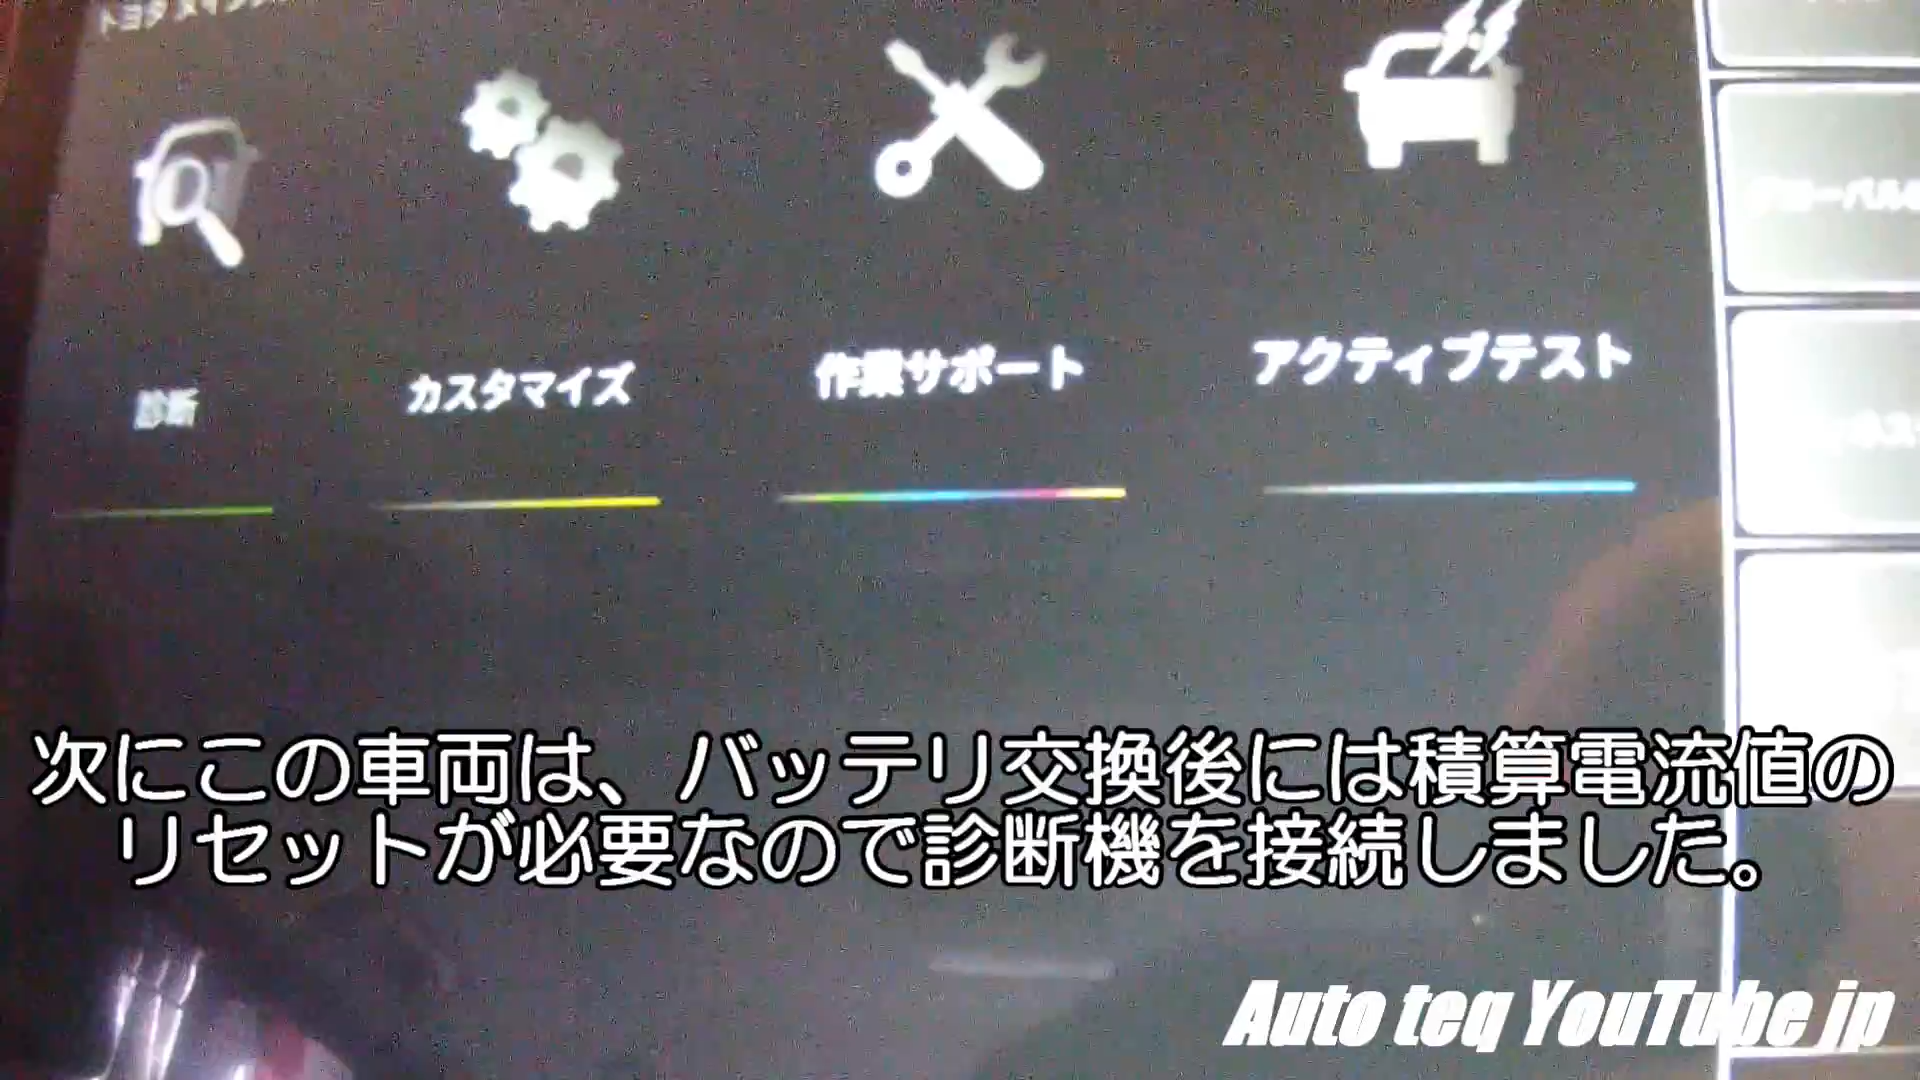 診断
カスタマイズ
作業サポート
アクティブテスト
次にこの車両は、バッテリ交換後には積算電流値の
リセットが必要なので診断機を接続しました。
Auto teq YouTube jp